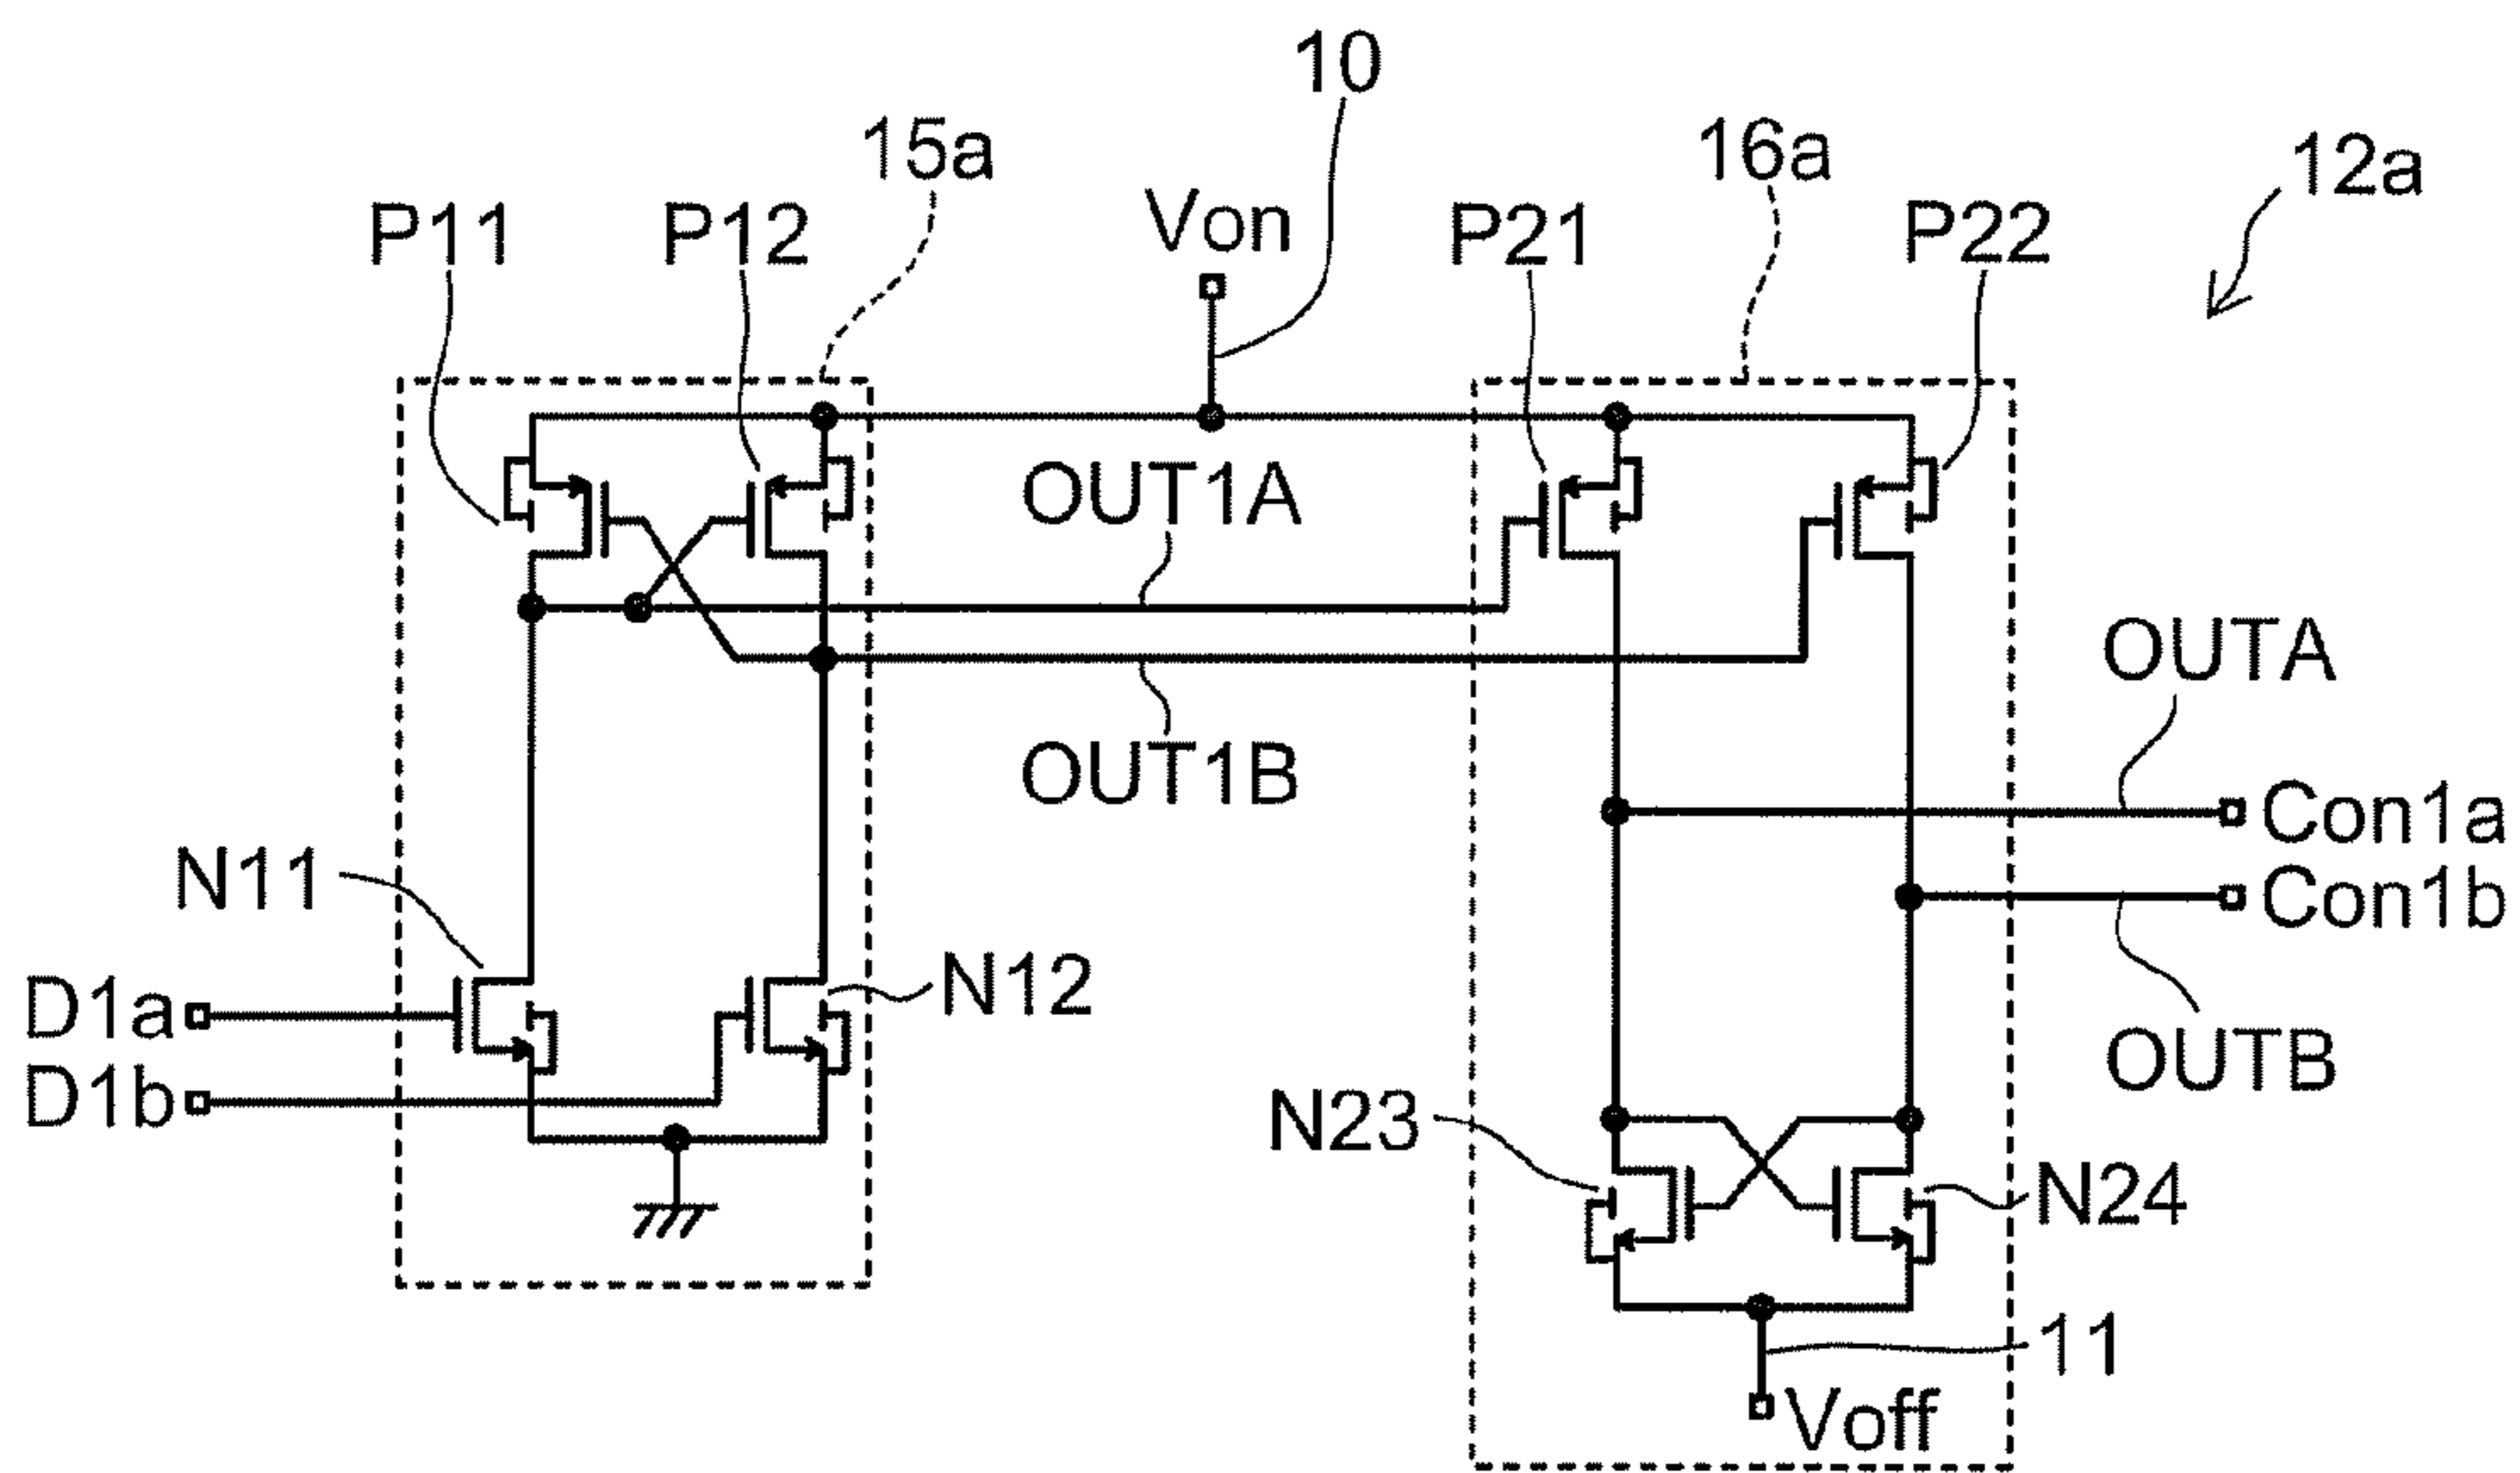 10
15a
16a
12a
P11
P12
Von
P21
P22
OUT1A
OUTA
OUT1B
Con1a
N11
Con1b
N12
D1a
OUTB
D1b
N23
N24
11
Voff